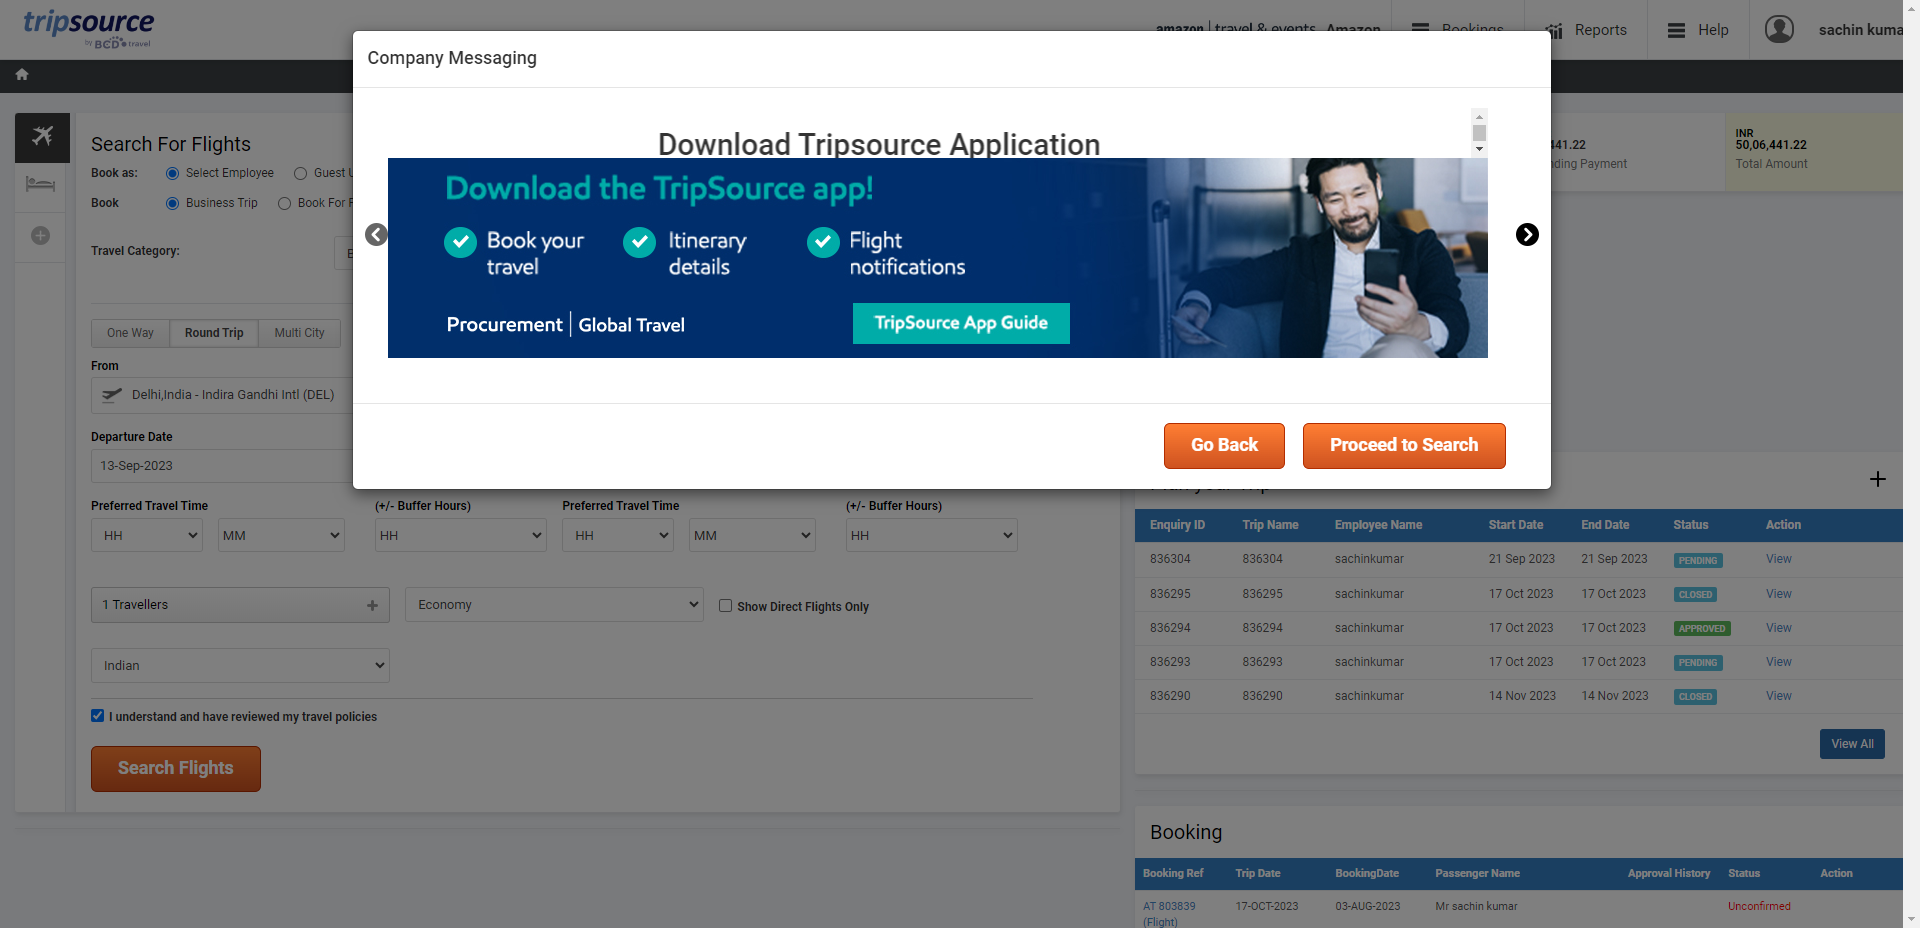 tripsource
by BCD travel
amazon | travel & events Amazon
Bookings
Reports
Help
sachin kuma
Company Messaging
Download Tripsource Application
Download the TripSource app!
Book your travel
Itinerary details
Flight notifications
Procurement | Global Travel
TripSource App Guide
Go Back
Proceed to Search
Search For Flights
Book as:
Select Employee
Guest U
Book
Business Trip
Book For F
Travel Category:
One Way
Round Trip
Multi City
From
Delhi,India - Indira Gandhi Intl (DEL)
Departure Date
13-Sep-2023
Preferred Travel Time
(+/- Buffer Hours)
Preferred Travel Time
(+/- Buffer Hours)
HH
MM
HH
HH
MM
HH
1 Travellers
Economy
Show Direct Flights Only
Indian
I understand and have reviewed my travel policies
Search Flights
441.22
nding Payment
INR
50,06,441.22
Total Amount
Enquiry ID Trip Name Employee Name Start Date End Date Status Action
836304 836304 sachinkumar 21 Sep 2023 21 Sep 2023 PENDING View
836295 836295 sachinkumar 17 Oct 2023 17 Oct 2023 CLOSED View
836294 836294 sachinkumar 17 Oct 2023 17 Oct 2023 APPROVED View
836293 836293 sachinkumar 17 Oct 2023 17 Oct 2023 PENDING View
836290 836290 sachinkumar 14 Nov 2023 14 Nov 2023 CLOSED View
View All
Booking
Booking Ref Trip Date BookingDate Passenger Name Approval History Status Action
AT 803839 17-OCT-2023 03-AUG-2023 Mr sachin kumar Unconfirmed
(Flight)